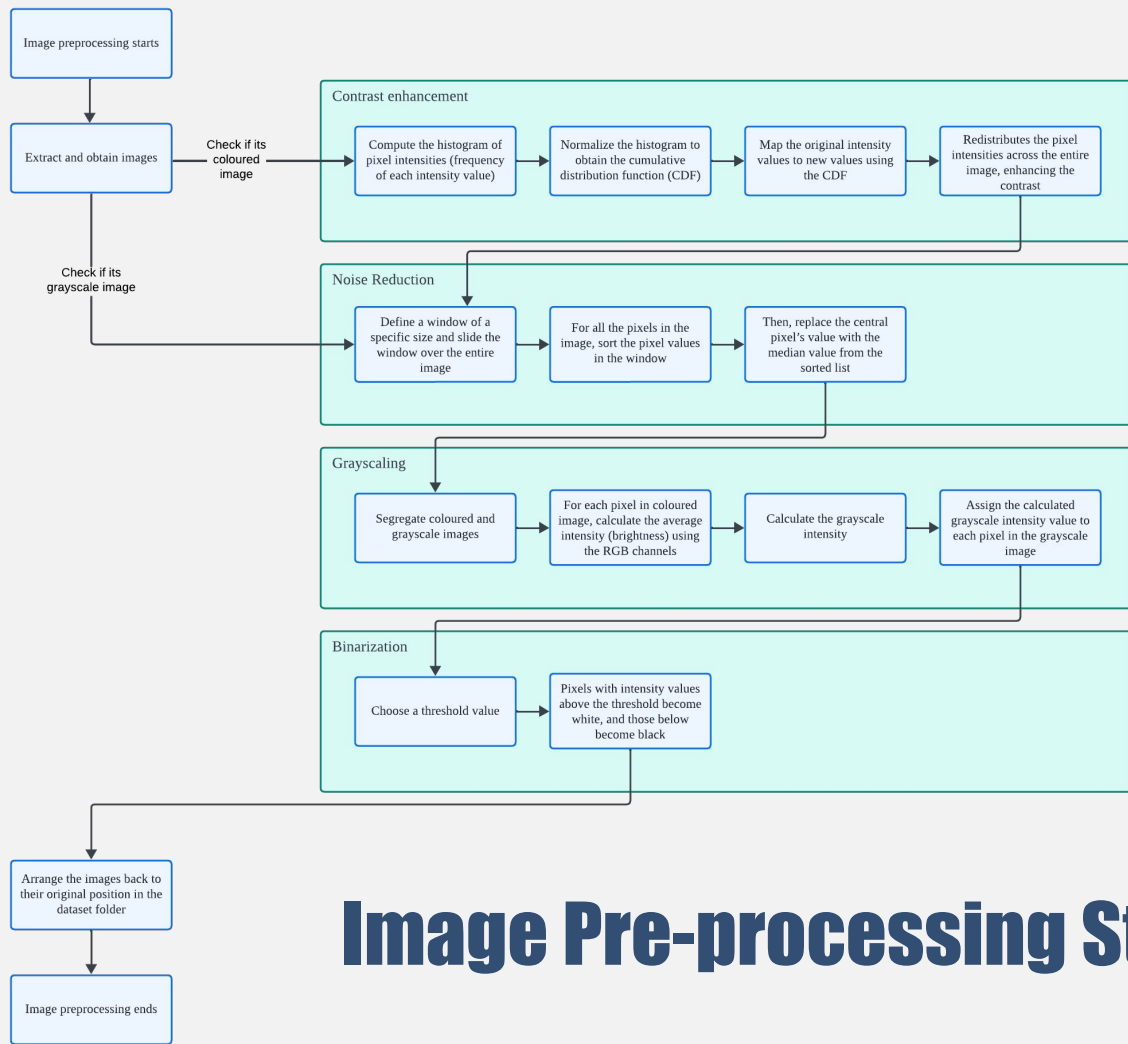 Image preprocessing starts
Extract and obtain images
Check if its
coloured
image
Check if its
grayscale image
Contrast enhancement
Compute the histogram of
pixel intensities (frequency
of each intensity value)
Normalize the histogram to
obtain the cumulative
distribution function (CDF)
Map the original intensity
values to new values using
the CDF
Redistributes the pixel
intensities across the entire
image, enhancing the
contrast
Noise Reduction
Define a window of a
specific size and slide the
window over the entire
image
For all the pixels in the
image, sort the pixel values
in the window
Then, replace the central
pixel's value with the
median value from the
sorted list
Grayscaling
Segregate coloured and
grayscale images
For each pixel in coloured
image, calculate the average
intensity (brightness) using
the RGB channels
Calculate the grayscale
intensity
Assign the calculated
grayscale intensity value to
each pixel in the grayscale
image
Binarization
Choose a threshold value
Pixels with intensity values
above the threshold become
white, and those below
become black
Arrange the images back to
their original position in the
dataset folder
Image preprocessing ends
Image Pre-processing